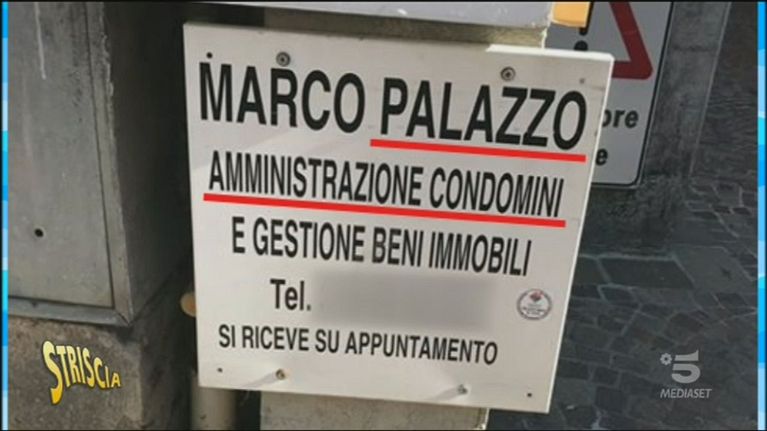 MARCO PALAZZO
AMMINISTRAZIONE CONDOMINI
E GESTIONE BENI IMMOBILI
Tel.
SI RICEVE SU APPUNTAMENTO
STRISCIA
5
MEDIASET